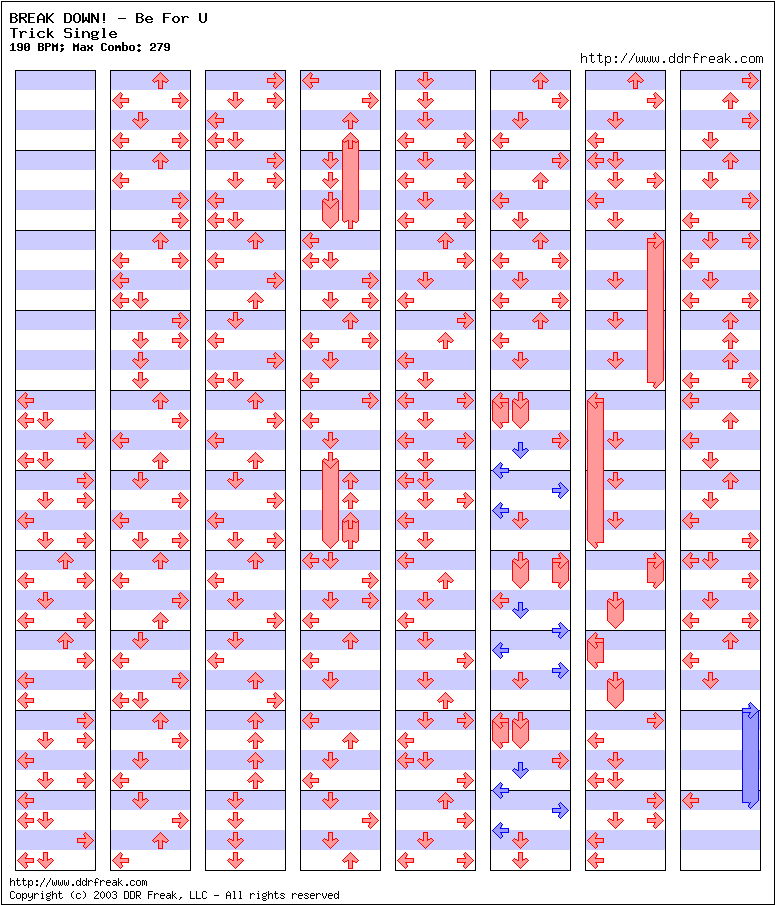 BREAK DOWN! - Be For U
Trick Single
190 BPM; Max Combo: 279
http://www.ddrfreak.com
http://www.ddrfreak.com
Copyright (c) 2003 DDR Freak, LLC - All rights reserved